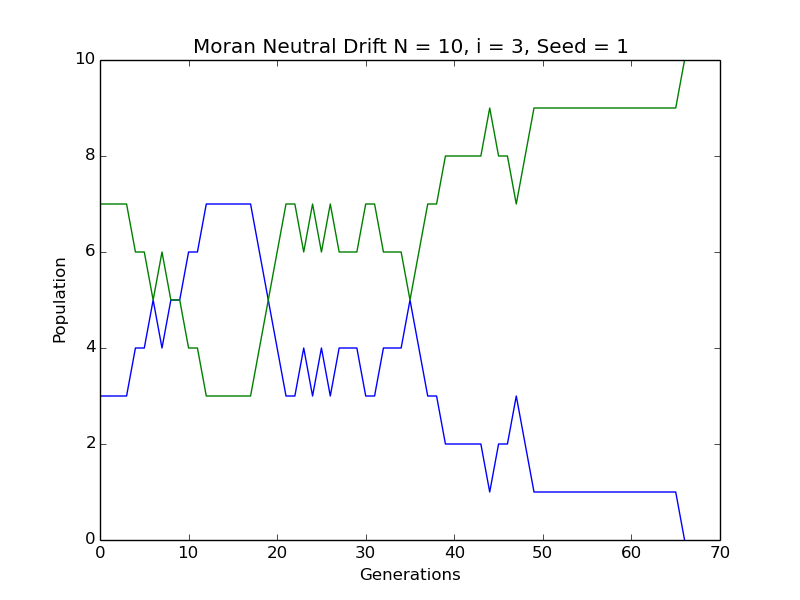 Moran Neutral Drift N = 10, i = 3, Seed = 1
10
8
6
4
2
0
Population
0 10 20 30 40 50 60 70
Generations